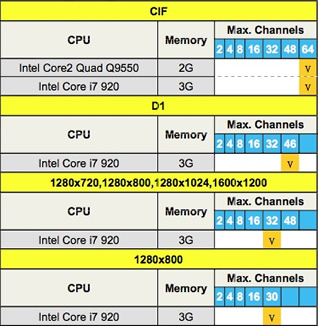 CIF
CPU Memory Max. Channels
2 4 8 16 32 48 64
Intel Core2 Quad Q9550 2G v
Intel Core i7 920 3G v
D1
CPU Memory Max. Channels
2 4 8 16 32 46
Intel Core i7 920 3G v
1280x720,1280x800,1280x1024,1600x1200
CPU Memory Max. Channels
2 4 8 16 32
Intel Core i7 920 3G v
1280x800
CPU Memory Max. Channels
2 4 8 16 30
Intel Core i7 920 3G v